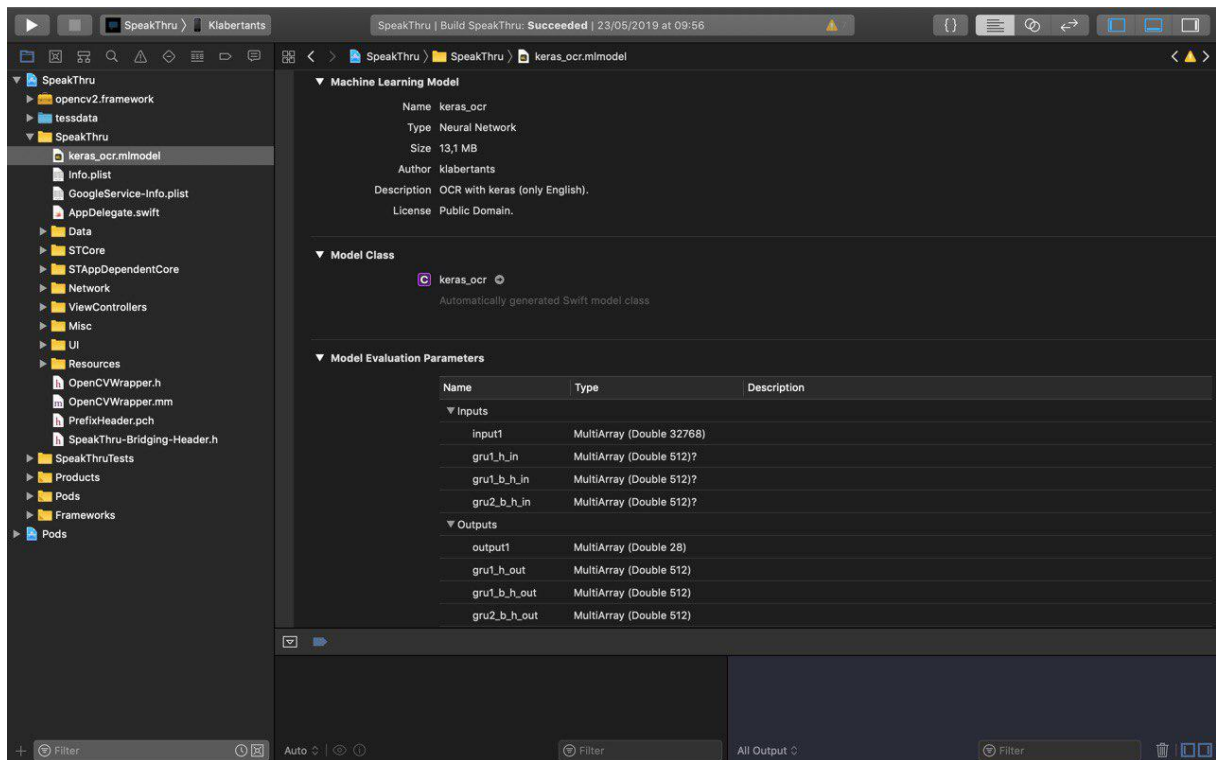 SpeakThru 〉 Klabertants
SpeakThru | Build SpeakThru: Succeeded | 23/05/2019 at 09:56
{}
SpeakThru 〉 SpeakThru 〉 keras_ocr.mlmodel
SpeakThru
opencv2.framework
tessdata
SpeakThru
keras_ocr.mlmodel
Info.plist
GoogleService-Info.plist
AppDelegate.swift
Data
STCore
STAppDependentCore
Network
ViewControllers
Misc
UI
Resources
h OpenCVWrapper.h
m OpenCVWrapper.mm
h PrefixHeader.pch
h SpeakThru-Bridging-Header.h
SpeakThruTests
Products
Pods
Frameworks
Pods
Filter
Machine Learning Model
Name keras_ocr
Type Neural Network
Size 13,1 MB
Author klabertants
Description OCR with keras (only English).
License Public Domain.
Model Class
C keras_ocr
Automatically generated Swift model class
Model Evaluation Parameters
Name Type Description
Inputs
input1 MultiArray (Double 32768)
gru1_h_in MultiArray (Double 512)?
gru1_b_h_in MultiArray (Double 512)?
gru2_b_h_in MultiArray (Double 512)?
Outputs
output1 MultiArray (Double 28)
gru1_h_out MultiArray (Double 512)
gru1_b_h_out MultiArray (Double 512)
gru2_b_h_out MultiArray (Double 512)
Auto Filter All Output Filter